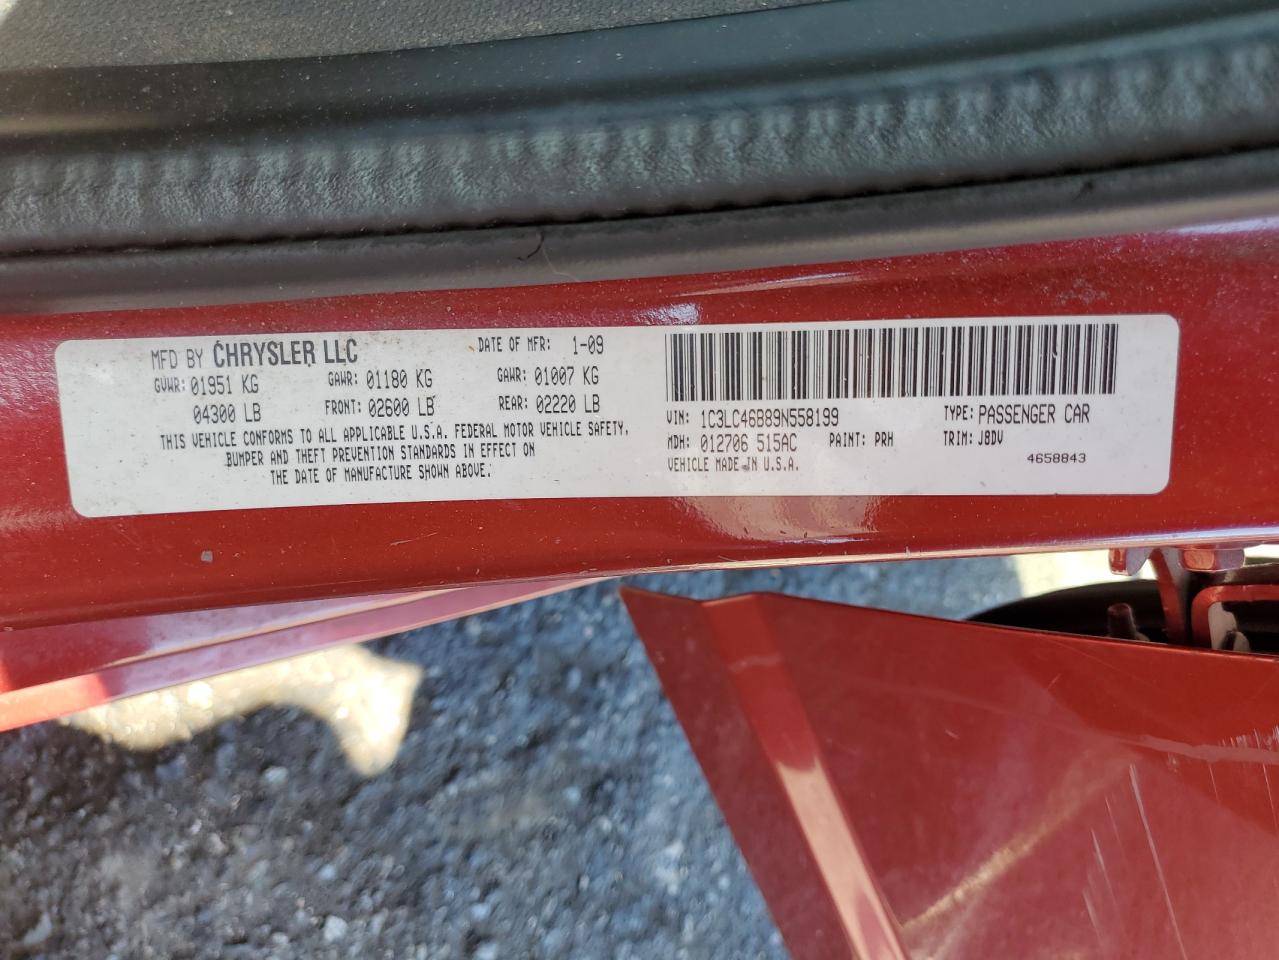 MFD BY CHRYSLER LLC DATE OF MFR: 1-09
GVWR: 01951 KG GAWR: 01180 KG GAWR: 01007 KG
04300 LB FRONT: 02600 LB REAR: 02220 LB
THIS VEHICLE CONFORMS TO ALL APPLICABLE U.S.A. FEDERAL MOTOR VEHICLE SAFETY,
BUMPER AND THEFT PREVENTION STANDARDS IN EFFECT ON
THE DATE OF MANUFACTURE SHOWN ABOVE.
VIN: 1C3LC46B89N558199 TYPE: PASSENGER CAR
MDH: 012706 515AC PAINT: PRH TRIM: J8DV
VEHICLE MADE IN U.S.A. 4658843